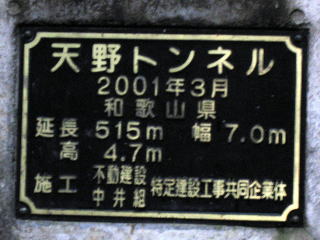 天野トンネル
2001年3月
和歌山県
延長 515m 幅 7.0m
高 4.7m
施工 不動建設 中井組 特定建設工事共同企業体